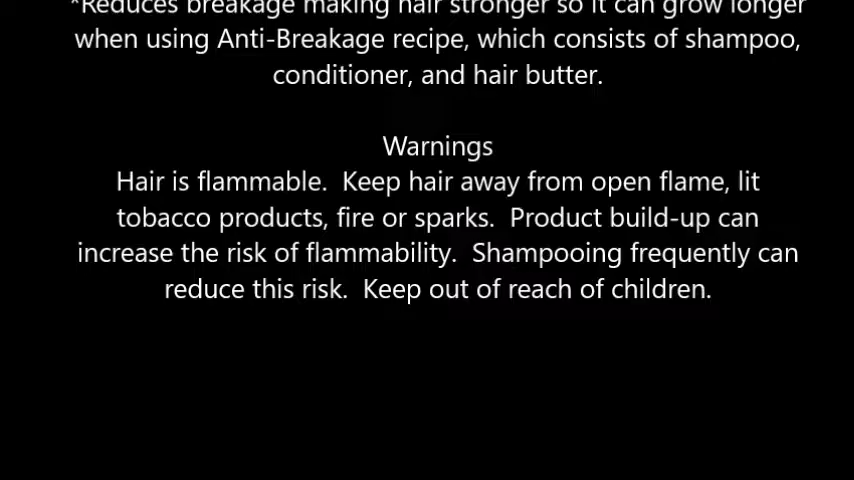 *Reduces breakage making hair stronger so it can grow longer
when using Anti-Breakage recipe, which consists of shampoo,
conditioner, and hair butter.
Warnings
Hair is flammable.  Keep hair away from open flame, lit
tobacco products, fire or sparks.  Product build-up can
increase the risk of flammability.  Shampooing frequently can
reduce this risk.  Keep out of reach of children.